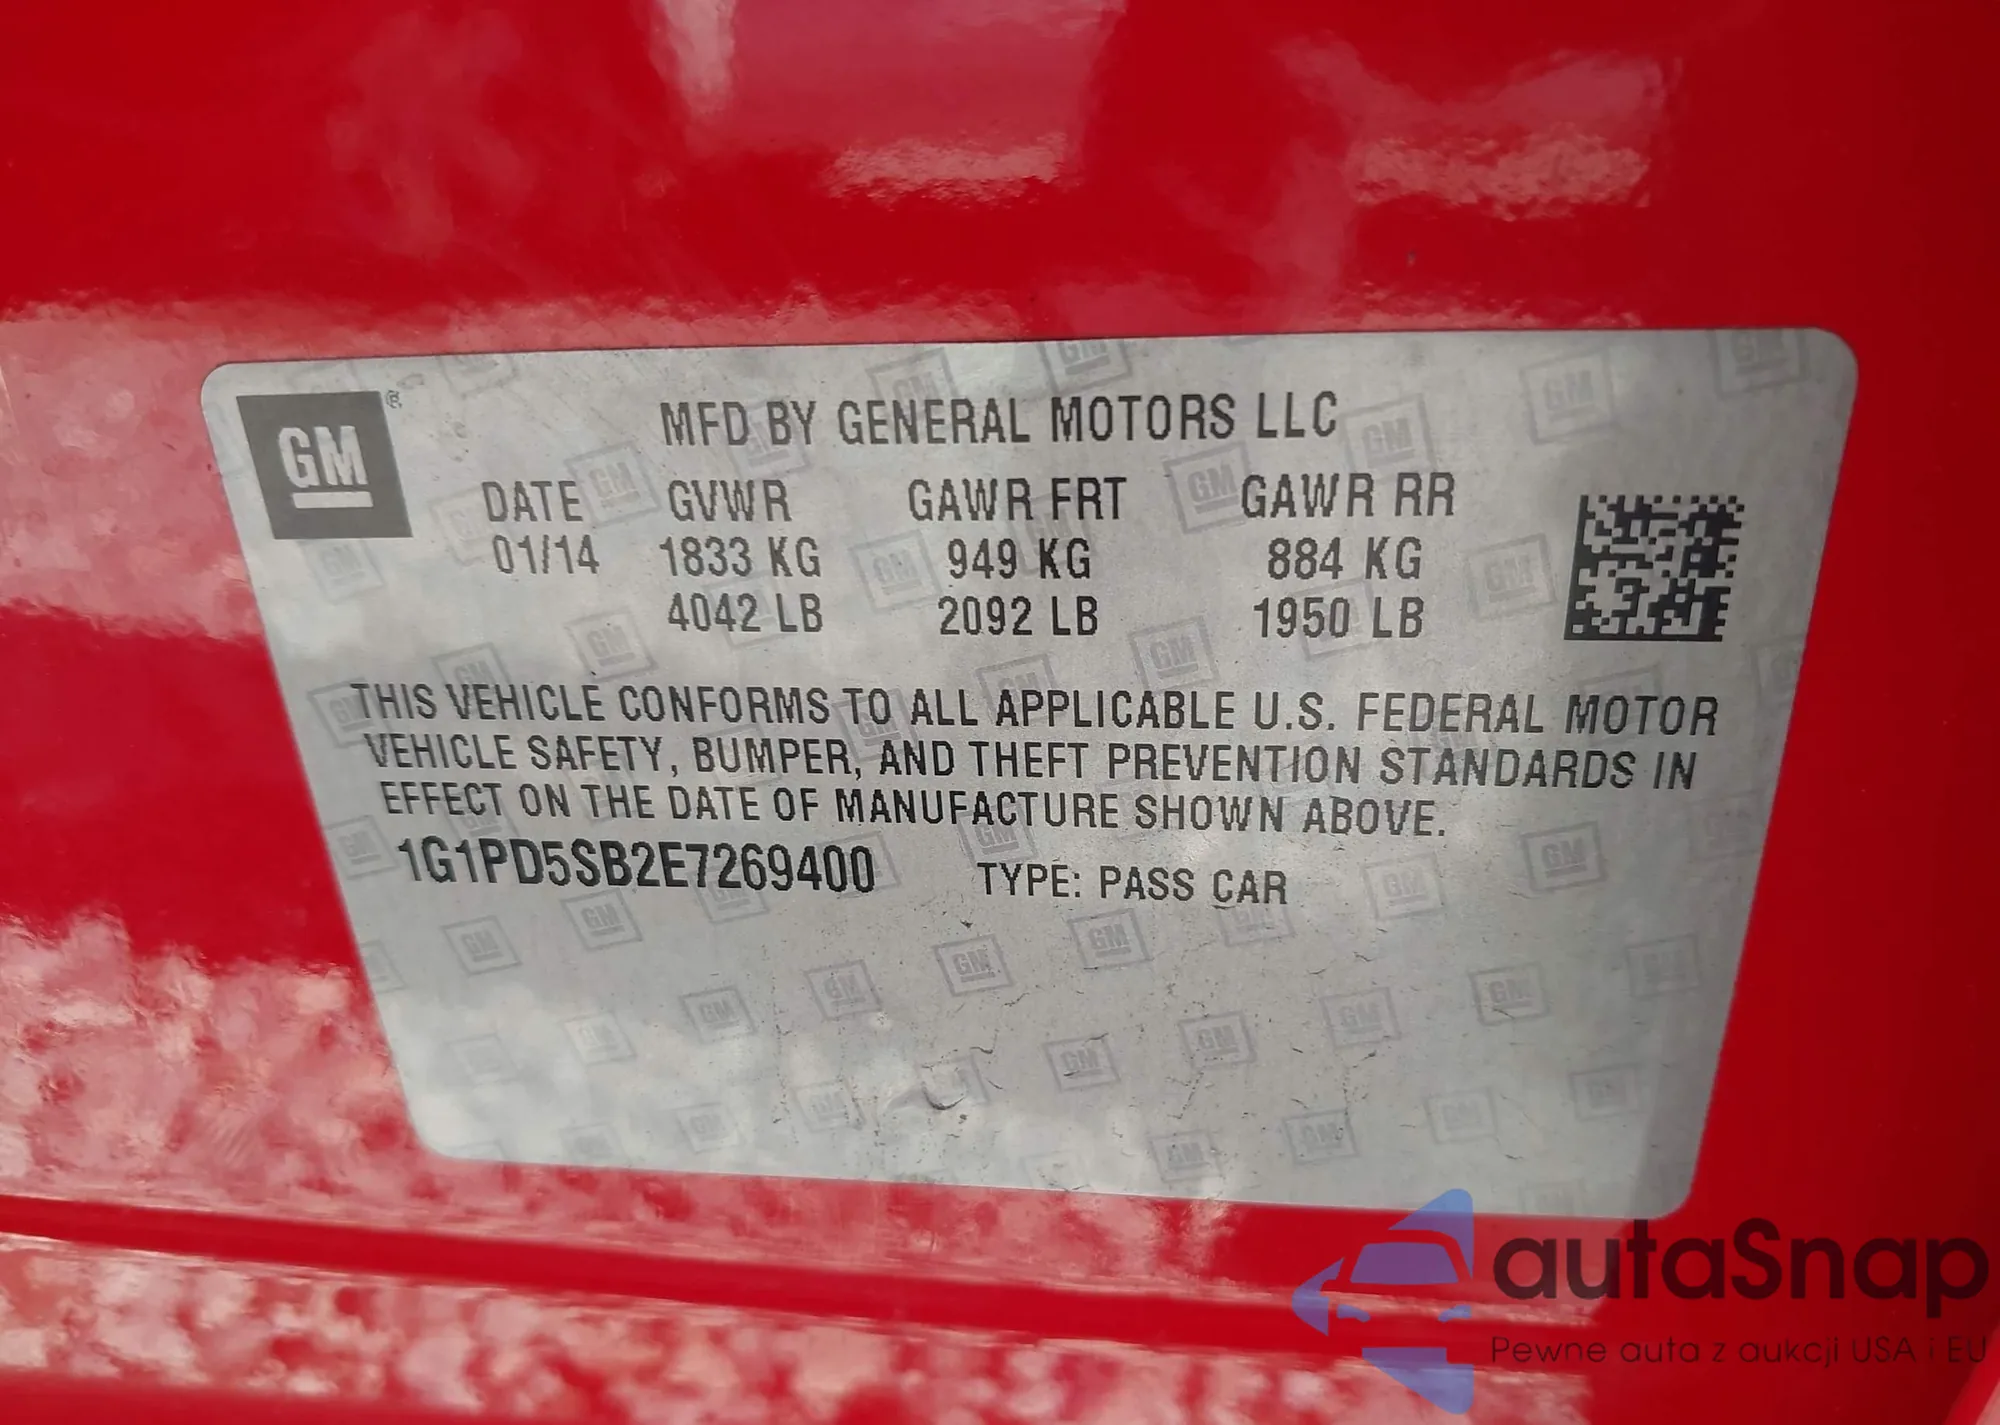 GM ®
MFD BY GENERAL MOTORS LLC
DATE GVWR GAWR FRT GAWR RR
01/14 1833 KG 949 KG 884 KG
4042 LB 2092 LB 1950 LB
THIS VEHICLE CONFORMS TO ALL APPLICABLE U.S. FEDERAL MOTOR
VEHICLE SAFETY, BUMPER, AND THEFT PREVENTION STANDARDS IN
EFFECT ON THE DATE OF MANUFACTURE SHOWN ABOVE.
1G1PD5SB2E7269400 TYPE: PASS CAR
autaSnap
Pewne auta z aukcji USA i EU